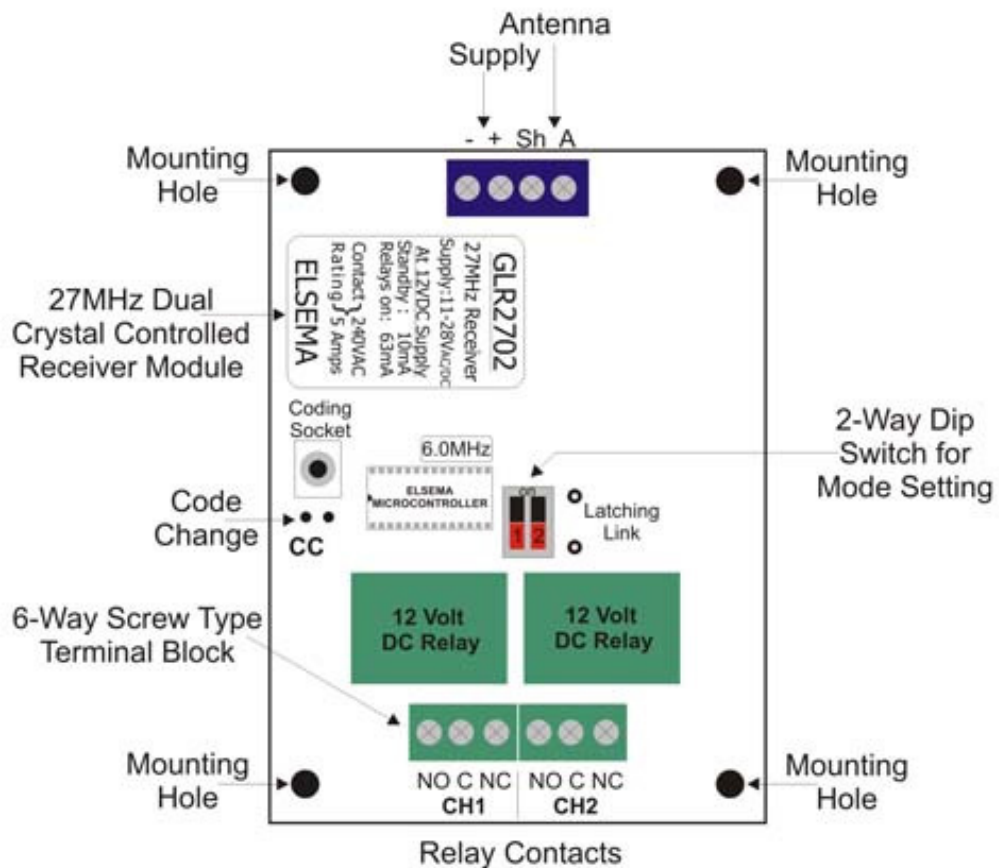 Antenna
Supply
- + Sh A
Mounting
Hole
Mounting
Hole
GLR2702
27MHz Receiver
Supply:11-28VAC/DC
At 12VDC Supply
Standby : 10mA
Relays on: 63mA
Contact } 240VAC
Rating } 5 Amps
ELSEMA
27MHz Dual
Crystal Controlled
Receiver Module
Coding
Socket
6.0MHz
ELSEMA
MICROCONTROLLER
on
1 2
Latching
Link
2-Way Dip
Switch for
Mode Setting
Code
Change
CC
12 Volt
DC Relay
12 Volt
DC Relay
6-Way Screw Type
Terminal Block
NO C NC
CH1
NO C NC
CH2
Mounting
Hole
Mounting
Hole
Relay Contacts